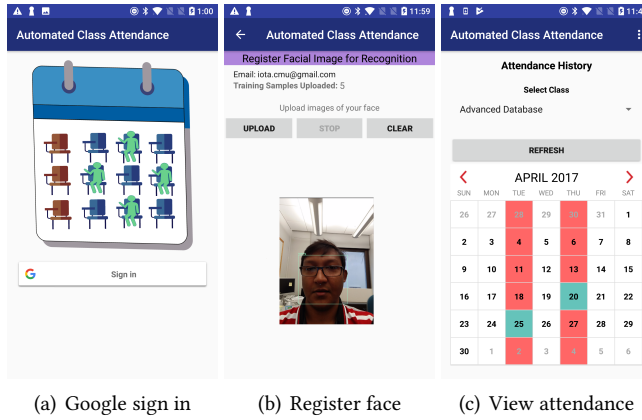 1:00
Automated Class Attendance
Sign in
(a) Google sign in
11:59
Automated Class Attendance
Register Facial Image for Recognition
Email: iota.cmu@gmail.com
Training Samples Uploaded: 5
Upload images of your face
UPLOAD STOP CLEAR
(b) Register face
11:4
Automated Class Attendance
Attendance History
Select Class
Advanced Database
REFRESH
APRIL 2017
SUN MON TUE WED THU FRI SAT
26 27 28 29 30 31 1
2 3 4 5 6 7 8
9 10 11 12 13 14 15
16 17 18 19 20 21 22
23 24 25 26 27 28 29
30 1 2 3 4 5 6
(c) View attendance